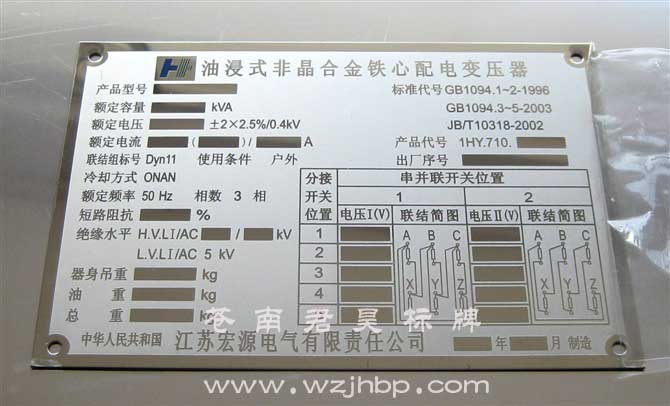 油浸式非晶合金铁心配电变压器
产品型号 标准代号GB1094.1~2-1996
额定容量 kVA GB1094.3~5-2003
额定电压 ±2×2.5%/0.4kV JB/T10318-2002
额定电流 ( )/ A 产品代号 1HY.710.
联结组标号 Dyn11 使用条件 户外 出厂序号
冷却方式 ONAN
额定频率 50 Hz 相数 3 相
短路阻抗 %
绝缘水平 H.V.LI/AC / kV
L.V.LI/AC 5 kV
器身吊重 kg
油 重 kg
总 重 kg
分接 串并联开关位置
开关 1 2
位置 电压I(V) 联结简图 电压II(V) 联结简图
1 A B C A B C
2
3 X Y Z X Y Z
4
苍南君昊标牌
中华人民共和国 江苏宏源电气有限责任公司 年 月 制造
www.wzjhbp.com